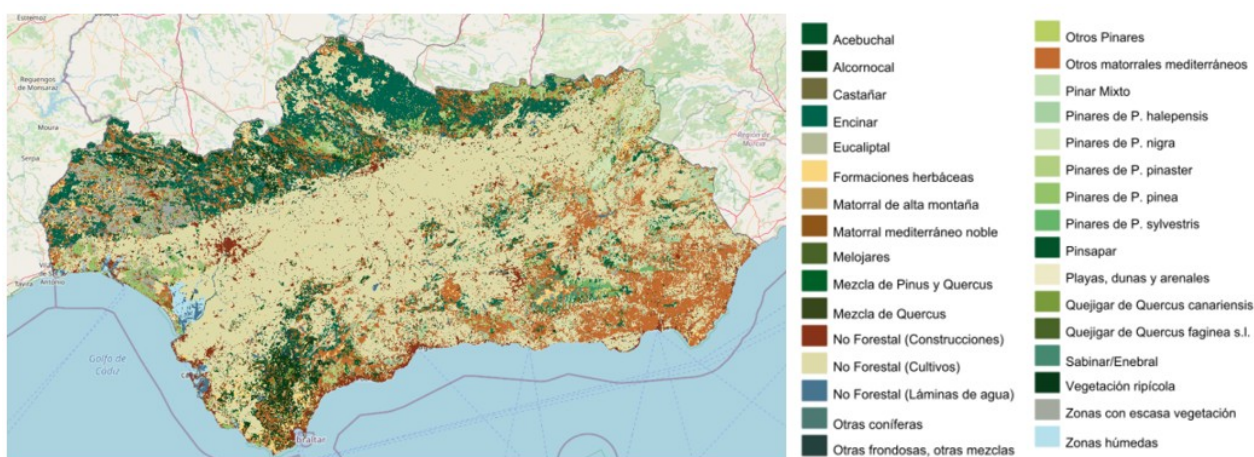 Estremoz
Reguengos
de Monsaraz
Moura
Serpa
Tavira
Antonio
Golfo de
Cádiz
Región de
Murcia
Acebuchal
Alcornocal
Castañar
Encinar
Eucaliptal
Formaciones herbáceas
Matorral de alta montaña
Matorral mediterráneo noble
Melojares
Mezcla de Pinus y Quercus
Mezcla de Quercus
No Forestal (Construcciones)
No Forestal (Cultivos)
No Forestal (Láminas de agua)
Otras coníferas
Otras frondosas, otras mezclas
Otros Pinares
Otros matorrales mediterráneos
Pinar Mixto
Pinares de P. halepensis
Pinares de P. nigra
Pinares de P. pinaster
Pinares de P. pinea
Pinares de P. sylvestris
Pinsapar
Playas, dunas y arenales
Quejigar de Quercus canariensis
Quejigar de Quercus faginea s.l.
Sabinar/Enebral
Vegetación ripícola
Zonas con escasa vegetación
Zonas húmedas